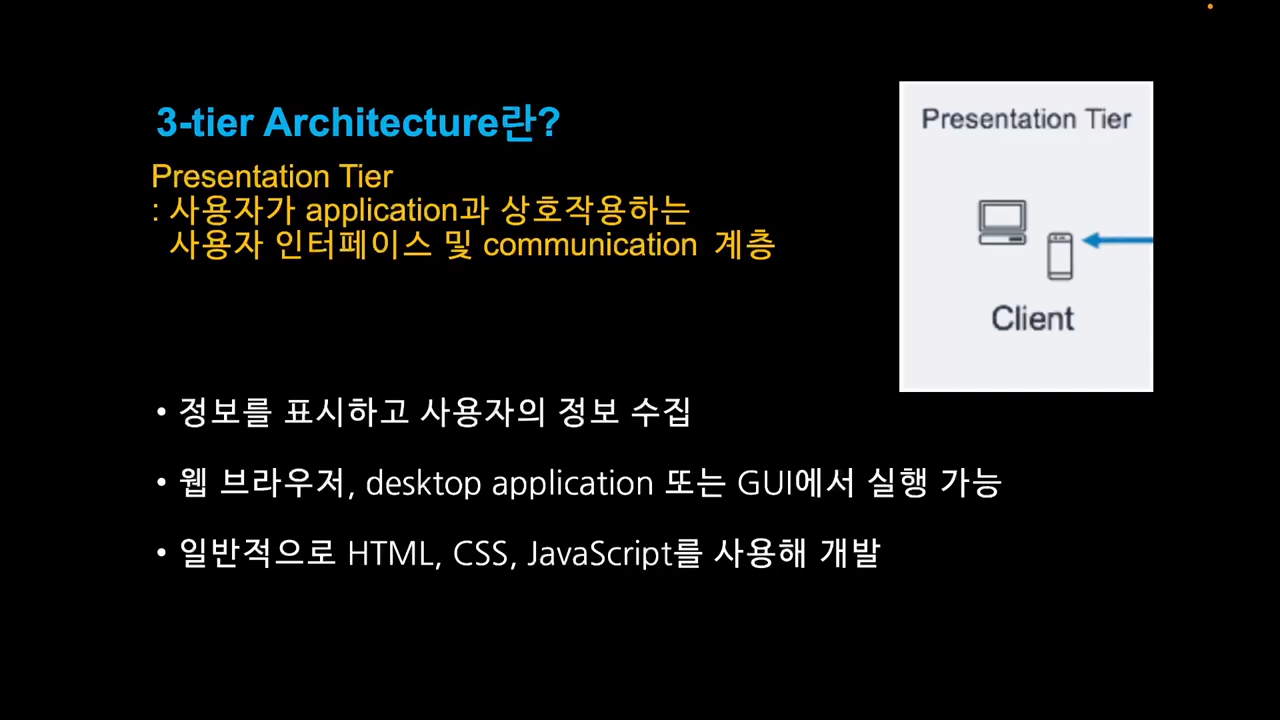 3-tier Architecture란?
Presentation Tier
: 사용자가 application과 상호작용하는
사용자 인터페이스 및 communication 계층
Presentation Tier
Client
• 정보를 표시하고 사용자의 정보 수집
• 웹 브라우저, desktop application 또는 GUI에서 실행 가능
• 일반적으로 HTML, CSS, JavaScript를 사용해 개발